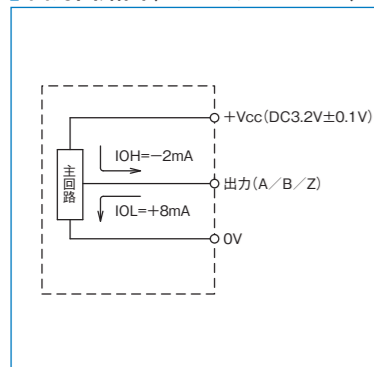 +Vcc(DC3.2V±0.1V)
IOH=−2mA
主回路
出力(A／B／Z)
IOL=+8mA
0V